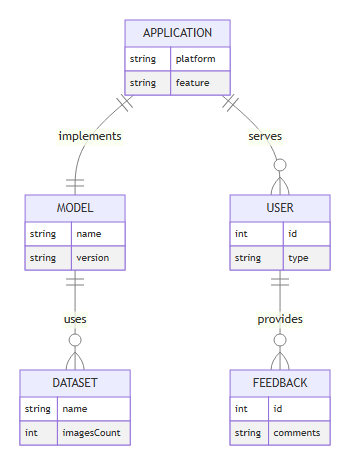 APPLICATION
string platform
string feature
implements
serves
MODEL
string name
string version
USER
int id
string type
uses
provides
DATASET
string name
int imagesCount
FEEDBACK
int id
string comments